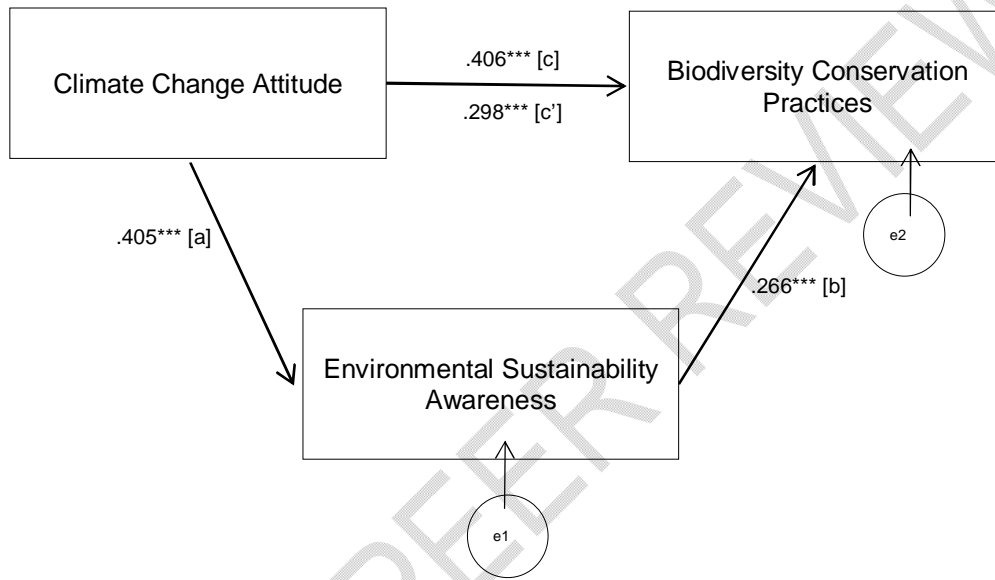 Climate Change Attitude
.406*** [c]
.298*** [c’]
Biodiversity Conservation
Practices
.405*** [a]
e2
.266*** [b]
Environmental Sustainability
Awareness
e1
PEER REVIEW